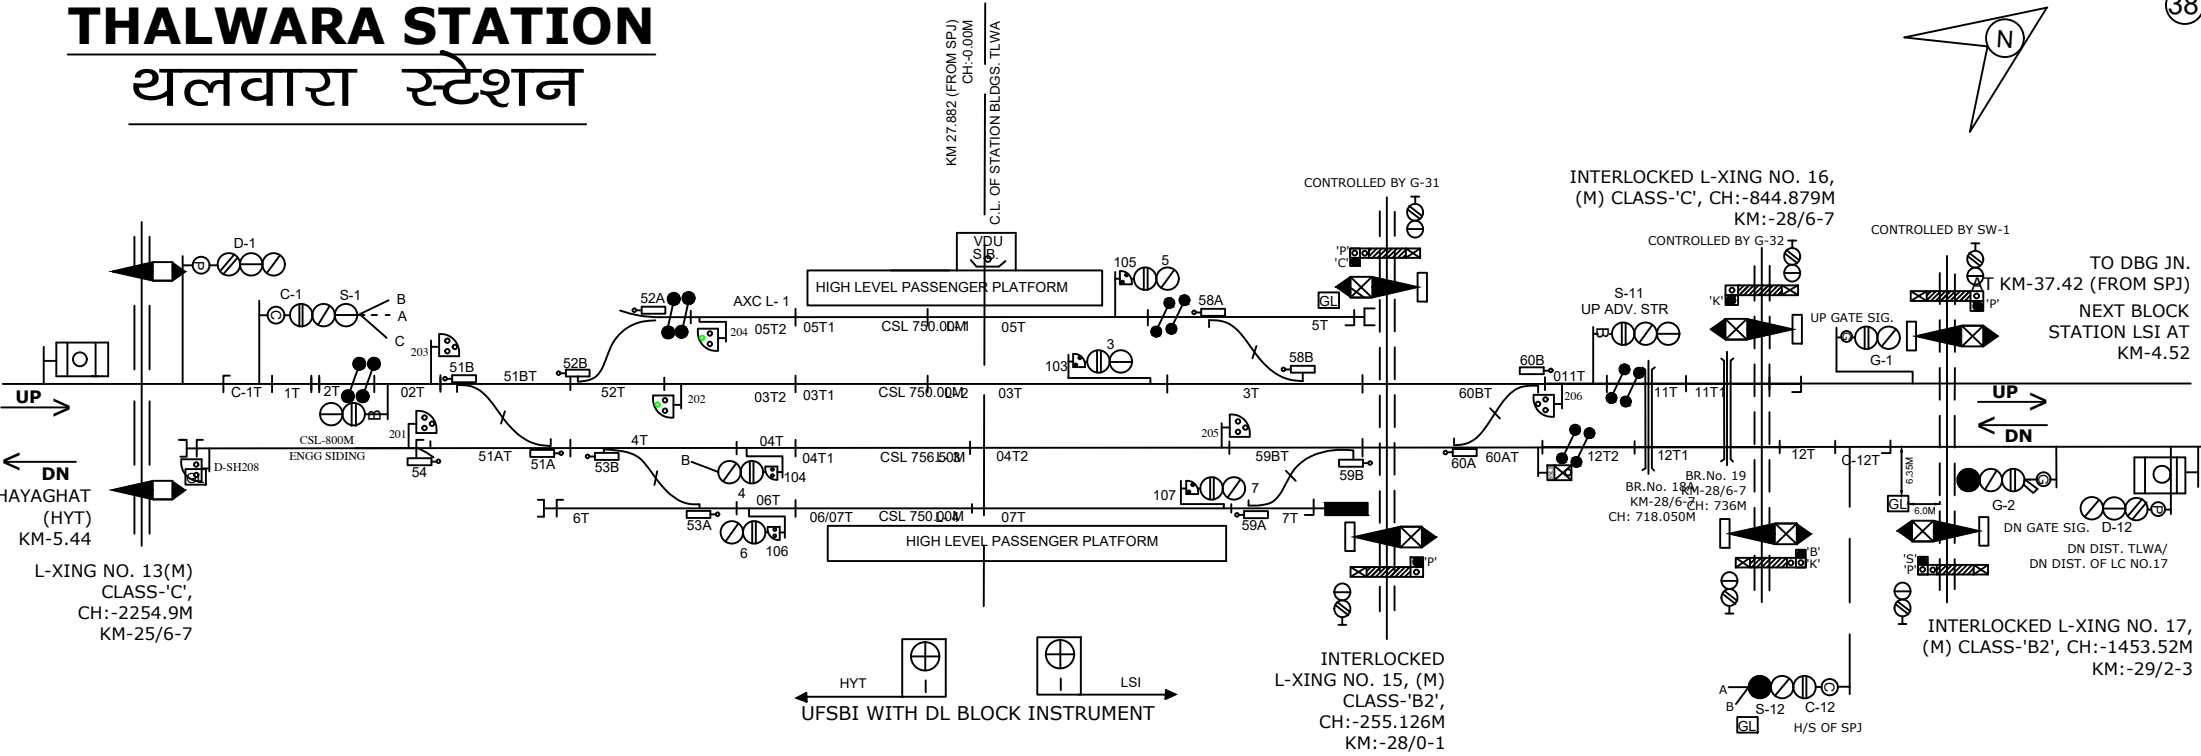 THALWARA STATION
थलवारा स्टेशन
38
KM 27.882 (FROM SPJ)
CH:-0.00M
C.L. OF STATION BLDGS. TLWA
N
CONTROLLED BY G-31
INTERLOCKED L-XING NO. 16,
(M) CLASS-'C', CH:-844.879M
KM:-28/6-7
CONTROLLED BY G-32
CONTROLLED BY SW-1
TO DBG JN.
AT KM-37.42 (FROM SPJ)
NEXT BLOCK
STATION LSI AT
KM-4.52
D-1
P
C-1 S-1
C
B
A
C
203
51B
51BT
52B
52A
AXC L- 1
204
05T2
05T1
CSL 750.00M
L- 1
05T
VDU
S.B.
HIGH LEVEL PASSENGER PLATFORM
105
5
58A
5T
GL
'P'
'C'
58B
60B
S-11
UP ADV. STR
B
'K'
UP GATE SIG.
G
G-1
'P'
UP
C-1T
1T
2T
02T
B
52T
202
03T2
03T1
CSL 750.00M
L- 2
03T
103
3
3T
60BT
011T
206
11T
11T1
UP
DN
DN
HAYAGHAT
(HYT)
KM-5.44
CSL-800M
ENGG SIDING
D-SH208
201
54
51AT
51A
4T
53B
04T
04T1
CSL 756.50M
L- 3
04T2
205
59BT
59B
60A
60AT
12T2
12T1
12T
C-12T
B
4
104
6T
53A
06T
6
106
06/07T
CSL 750.00M
L-4
07T
107
7
59A
7T
HIGH LEVEL PASSENGER PLATFORM
'P'
BR.No. 18A
KM-28/6-7
CH: 718.050M
BR.No. 19
KM-28/6-7
CH: 736M
'B'
'K'
6.35M
6.0M
GL
'S'
'P'
G
G-2
DN GATE SIG.
D-12
P
DN DIST. TLWA/
DN DIST. OF LC NO.17
L-XING NO. 13(M)
CLASS-'C',
CH:-2254.9M
KM-25/6-7
HYT
LSI
UFSBI WITH DL BLOCK INSTRUMENT
INTERLOCKED
L-XING NO. 15, (M)
CLASS-'B2',
CH:-255.126M
KM:-28/0-1
INTERLOCKED L-XING NO. 17,
(M) CLASS-'B2', CH:-1453.52M
KM:-29/2-3
A
B
C
S-12
C-12
GL
H/S OF SPJ